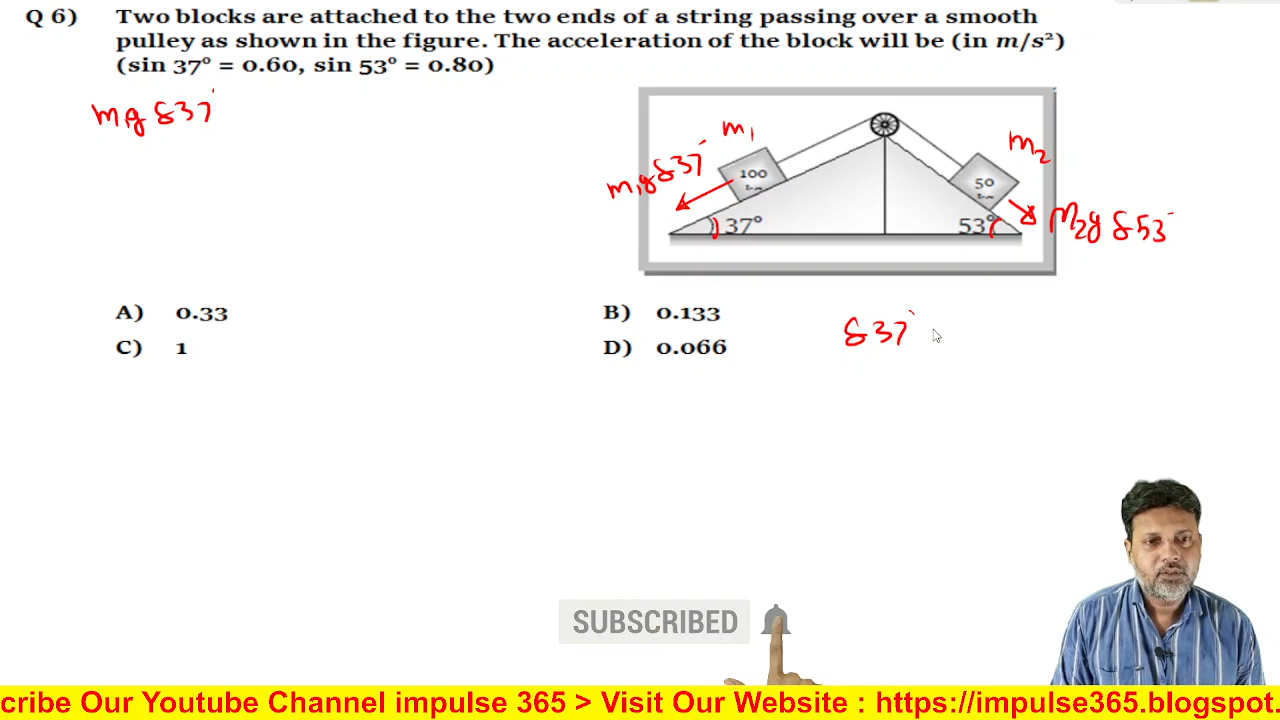 Q 6) Two blocks are attached to the two ends of a string passing over a smooth
pulley as shown in the figure. The acceleration of the block will be (in m/s²)
(sin 37° = 0.60, sin 53° = 0.80)
m₁g S37°
m₁
m₂
m₁g S37°
100
50
37°
53°
m₂g S53°
A) 0.33
B) 0.133
S37°
C) 1
D) 0.066
SUBSCRIBED
cribe Our Youtube Channel impulse 365 > Visit Our Website : https://impulse365.blogspot.